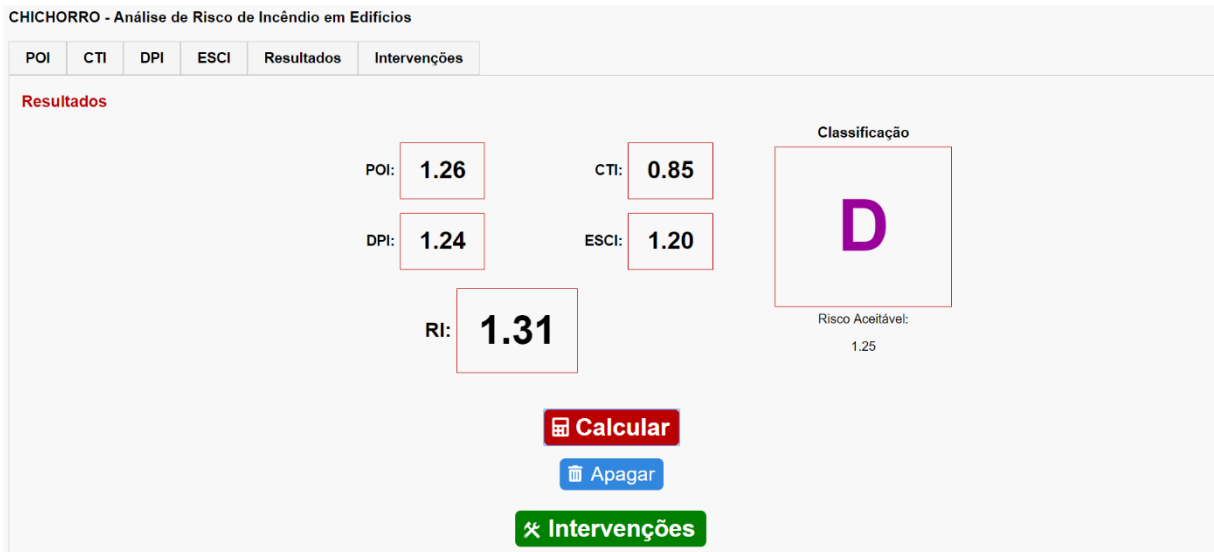 CHICHORRO - Análise de Risco de Incêndio em Edifícios
POI CTI DPI ESCI Resultados Intervenções
Resultados
Classificação
POI: 1.26 CTI: 0.85
D
DPI: 1.24 ESCI: 1.20
RI: 1.31
Risco Aceitável:
1.25
Calcular
Apagar
Intervenções